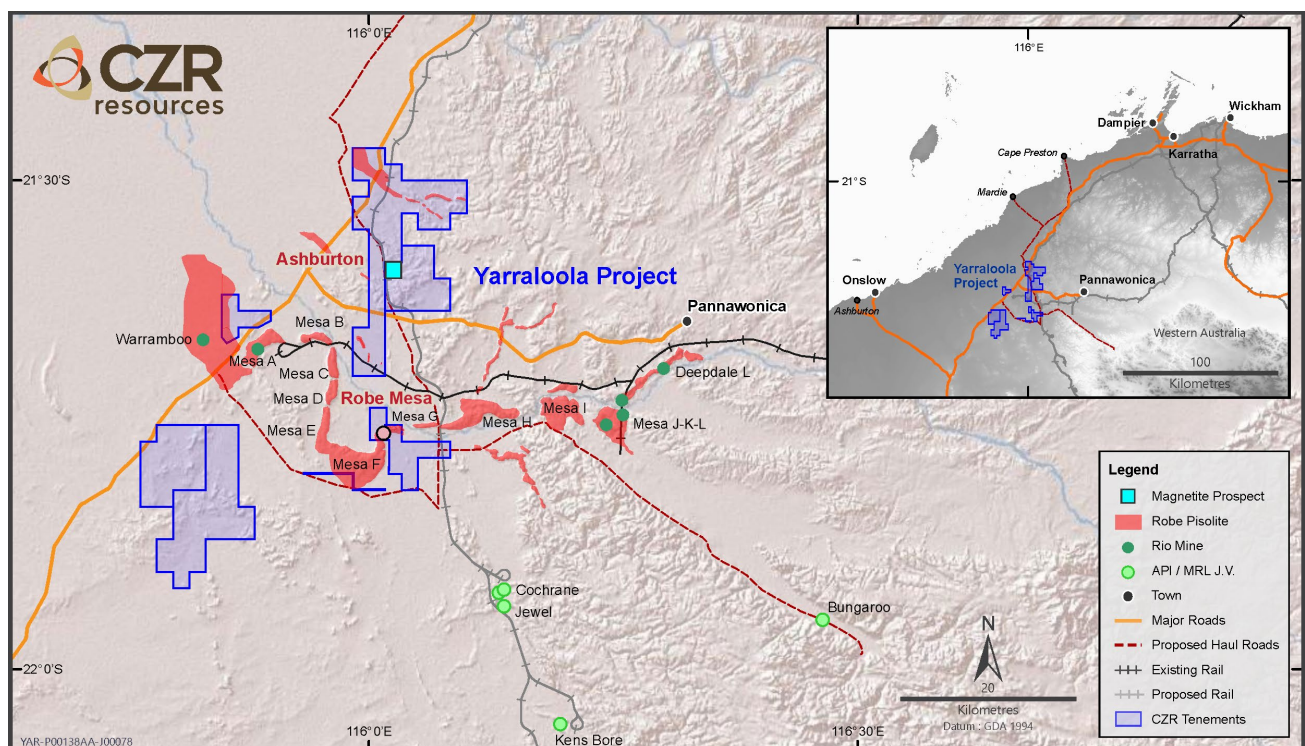 CZR
resources
116°0'E
21°30'S
Ashburton
Yarraloola Project
Pannawonica
Warramboo
Mesa A
Mesa B
Mesa C
Mesa D
Mesa E
Mesa F
Robe Mesa
Mesa G
Mesa H
Mesa I
Mesa J-K-L
Deepdale L
Cochrane
Jewel
Bungaroo
Kens Bore
22°0'S
116°0'E
116°30'E
N
20
Kilometres
Datum : GDA 1994
YAR-P00138AA-J00078
116°E
21°S
Wickham
Dampier
Karratha
Cape Preston
Mardie
Yarraloola
Project
Onslow
Ashburton
Pannawonica
Western Australia
100
Kilometres
Legend
Magnetite Prospect
Robe Pisolite
Rio Mine
API / MRL J.V.
Town
Major Roads
Proposed Haul Roads
Existing Rail
Proposed Rail
CZR Tenements